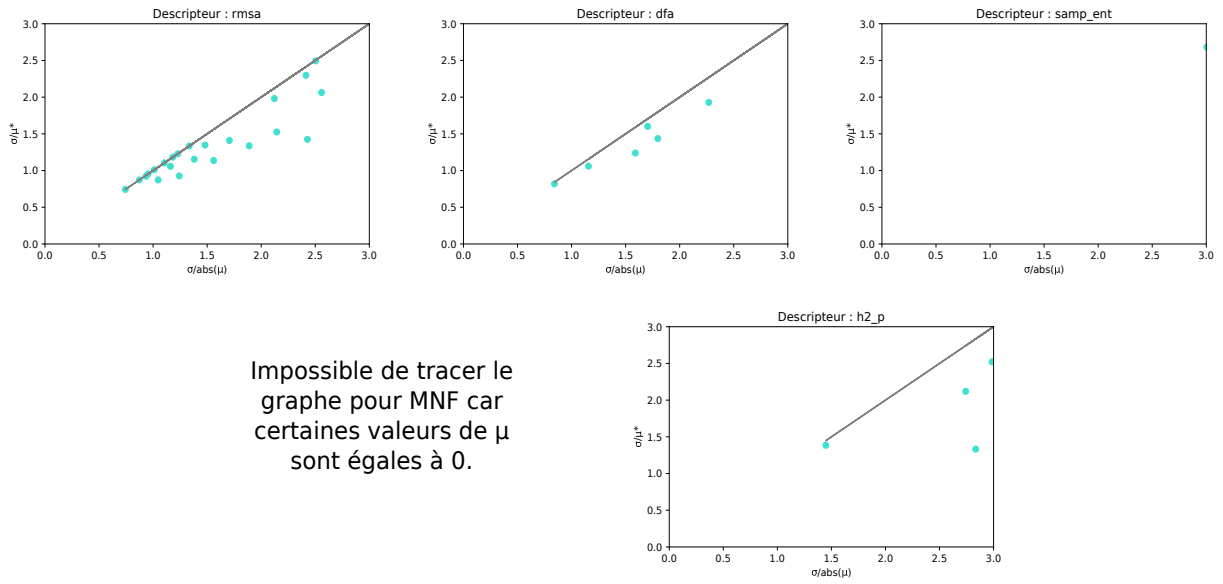 Descripteur : rmsa
3.0
2.5
2.0
1.5
1.0
0.5
0.0
σ/μ*
0.0 0.5 1.0 1.5 2.0 2.5 3.0
σ/abs(μ)
Descripteur : dfa
3.0
2.5
2.0
1.5
1.0
0.5
0.0
σ/μ*
0.0 0.5 1.0 1.5 2.0 2.5 3.0
σ/abs(μ)
Descripteur : samp_ent
3.0
2.5
2.0
1.5
1.0
0.5
0.0
σ/μ*
0.0 0.5 1.0 1.5 2.0 2.5 3.0
σ/abs(μ)
Impossible de tracer le
graphe pour MNF car
certaines valeurs de μ
sont égales à 0.
Descripteur : h2_p
3.0
2.5
2.0
1.5
1.0
0.5
0.0
σ/μ*
0.0 0.5 1.0 1.5 2.0 2.5 3.0
σ/abs(μ)